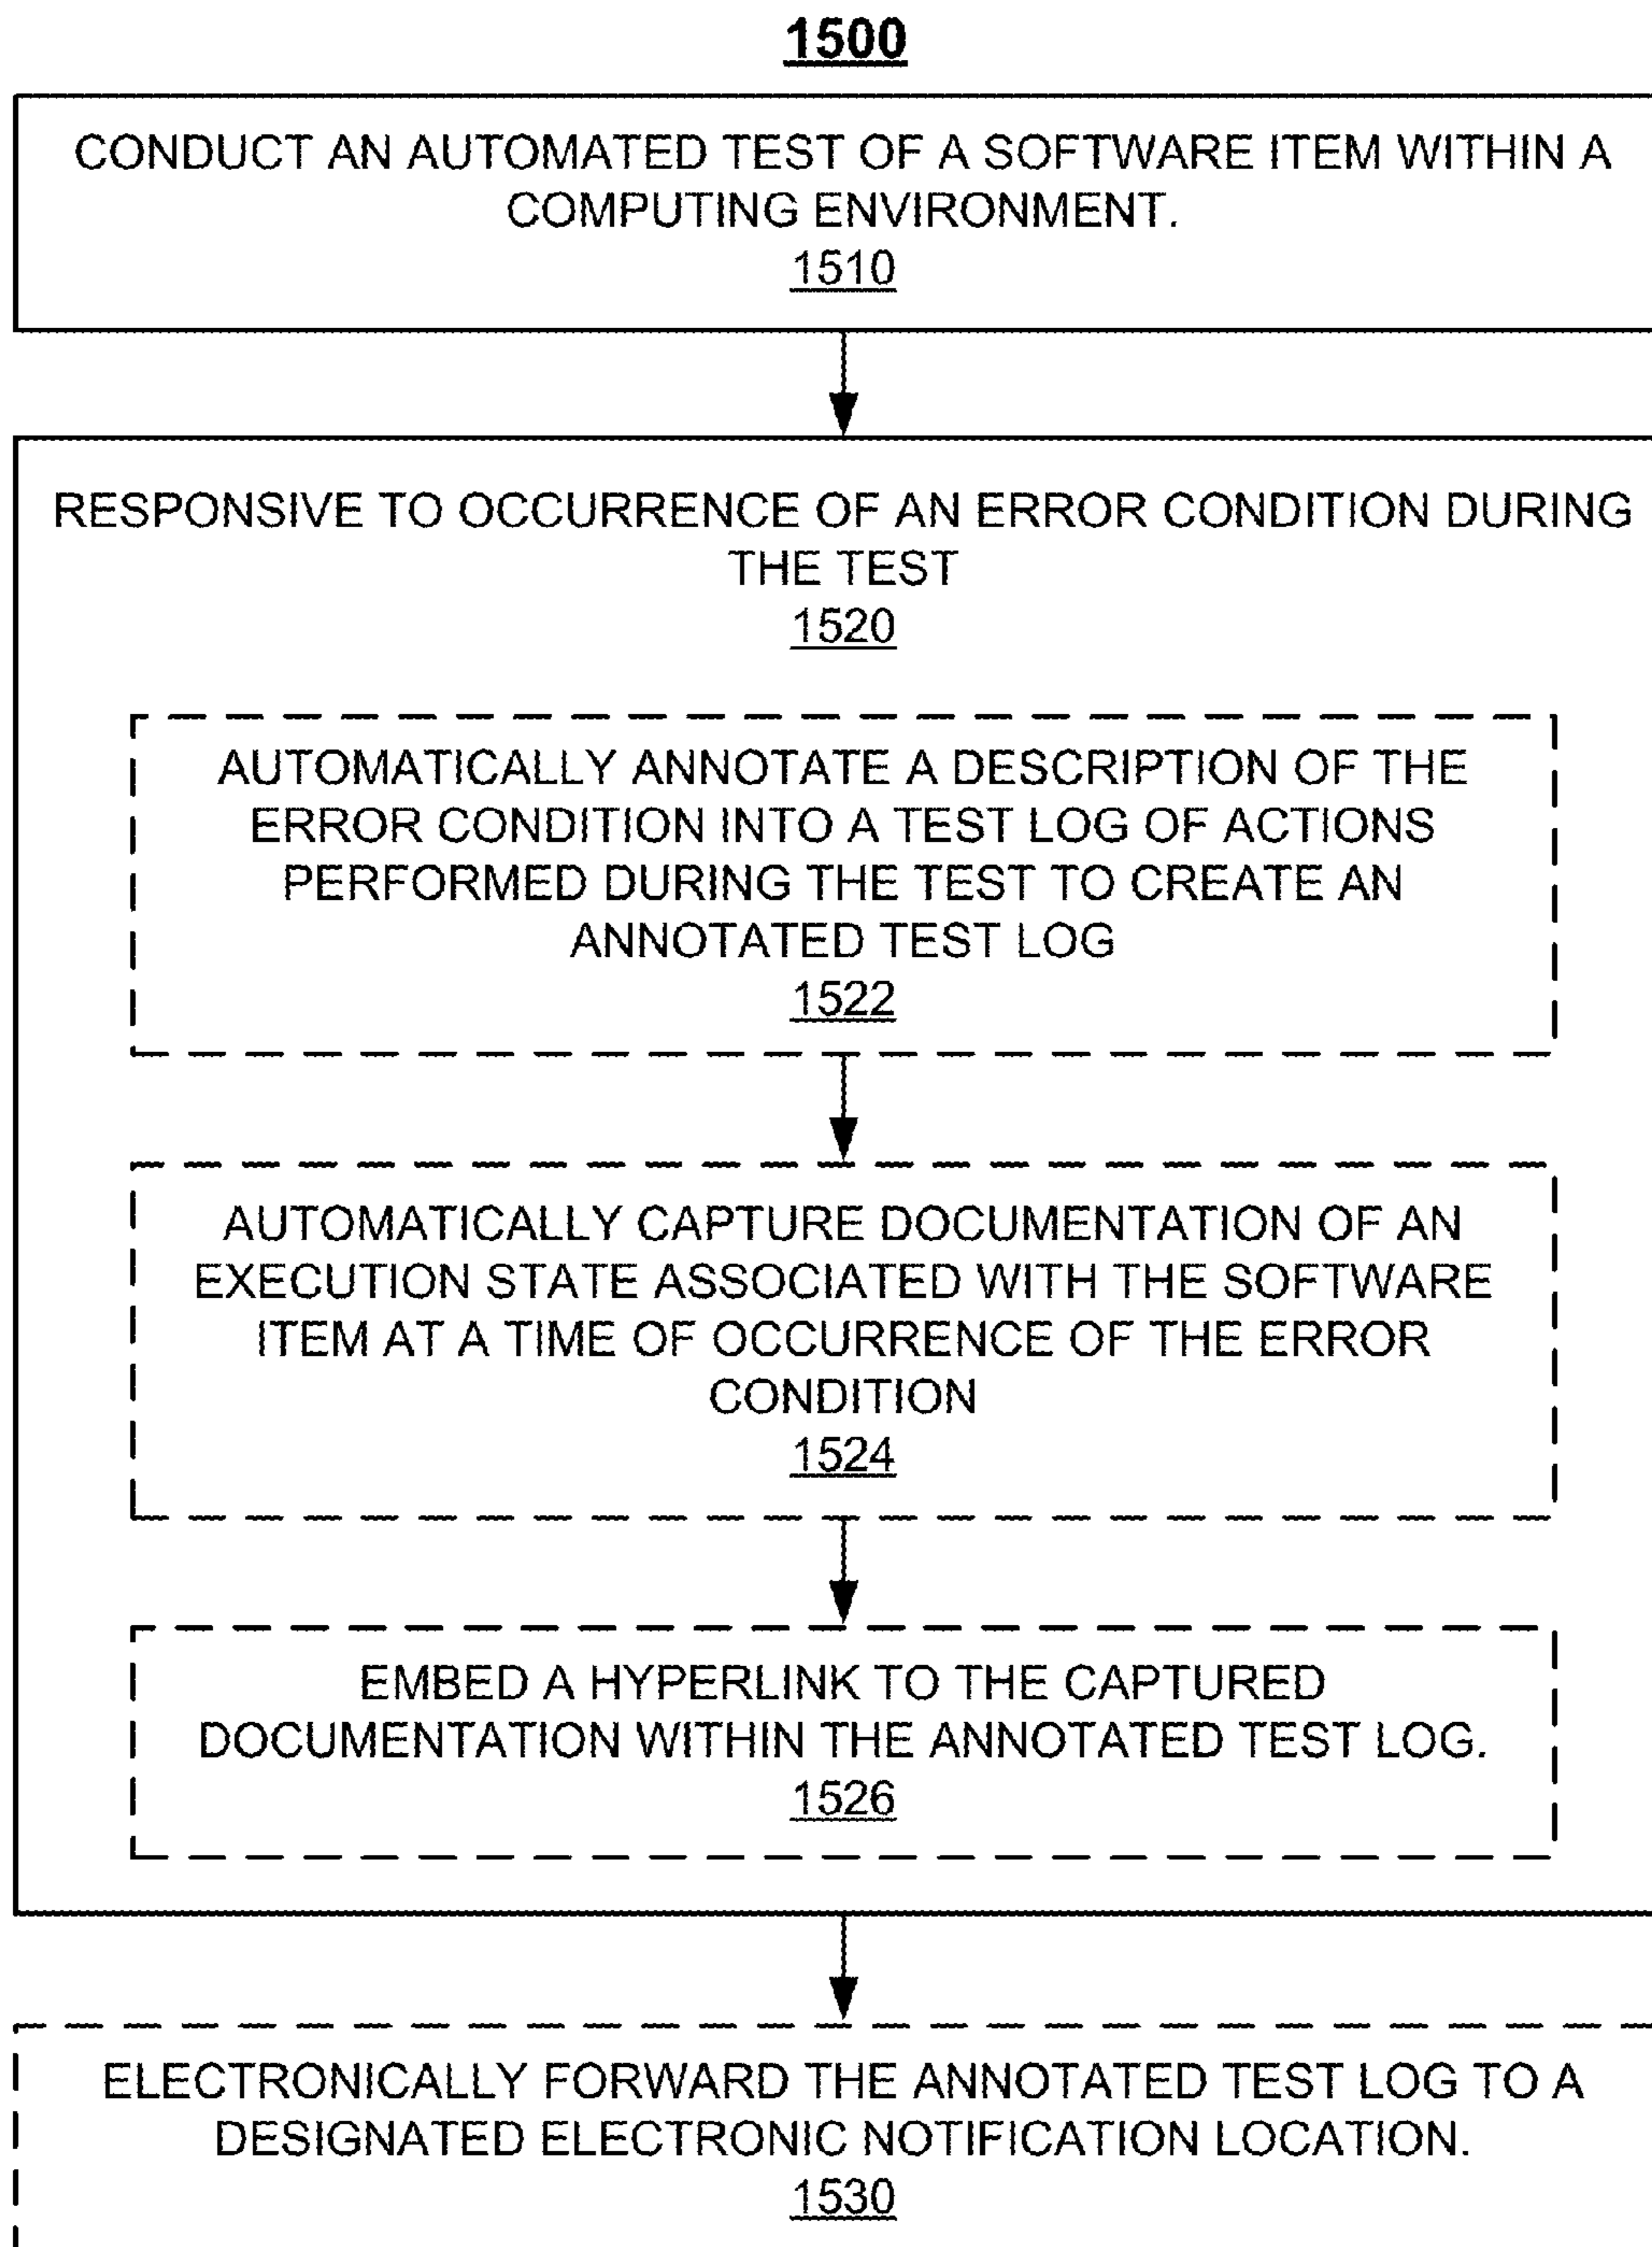 1500
CONDUCT AN AUTOMATED TEST OF A SOFTWARE ITEM WITHIN A
COMPUTING ENVIRONMENT.
1510
RESPONSIVE TO OCCURRENCE OF AN ERROR CONDITION DURING
THE TEST
1520
AUTOMATICALLY ANNOTATE A DESCRIPTION OF THE
ERROR CONDITION INTO A TEST LOG OF ACTIONS
PERFORMED DURING THE TEST TO CREATE AN
ANNOTATED TEST LOG
1522
AUTOMATICALLY CAPTURE DOCUMENTATION OF AN
EXECUTION STATE ASSOCIATED WITH THE SOFTWARE
ITEM AT A TIME OF OCCURRENCE OF THE ERROR
CONDITION
1524
EMBED A HYPERLINK TO THE CAPTURED
DOCUMENTATION WITHIN THE ANNOTATED TEST LOG.
1526
ELECTRONICALLY FORWARD THE ANNOTATED TEST LOG TO A
DESIGNATED ELECTRONIC NOTIFICATION LOCATION.
1530